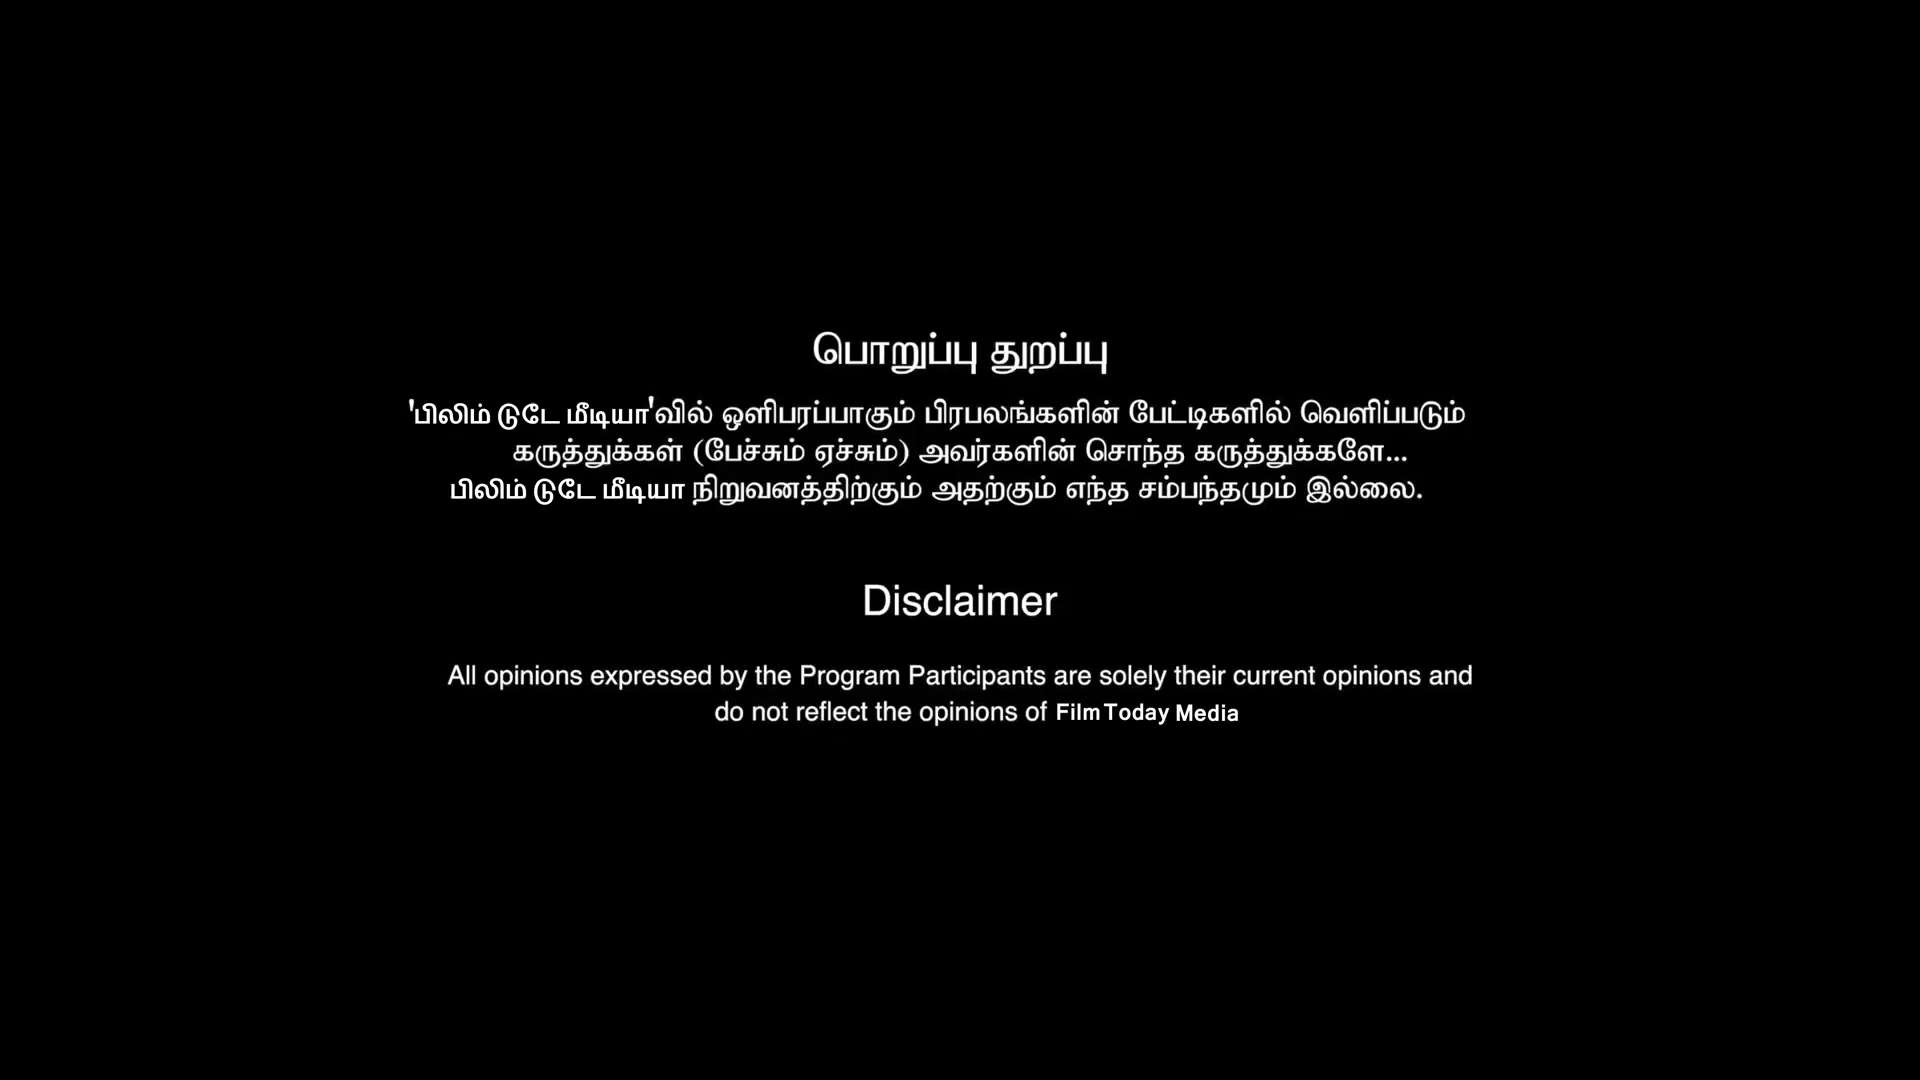 பொறுப்பு துறப்பு
'பிலிம் டுடே மீடியா'வில் ஒளிபரப்பாகும் பிரபலங்களின் பேட்டிகளில் வெளிப்படும்
கருத்துக்கள் (பேச்சும் ஏச்சும்) அவர்களின் சொந்த கருத்துக்களே...
பிலிம் டுடே மீடியா நிறுவனத்திற்கும் அதற்கும் எந்த சம்பந்தமும் இல்லை.
Disclaimer
All opinions expressed by the Program Participants are solely their current opinions and
do not reflect the opinions of Film Today Media